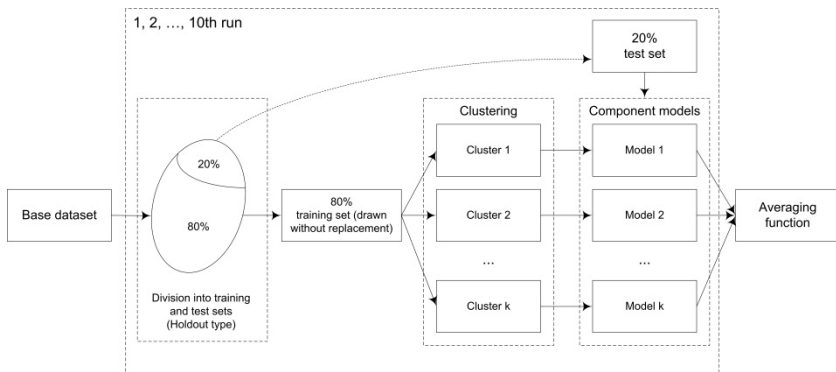 1, 2, …, 10th run
20%
test set
Clustering
Component models
20%
80%
Base dataset
80%
training set (drawn
without replacement)
Cluster 1
Model 1
Cluster 2
Model 2
...
...
Cluster k
Model k
Averaging
function
Division into training
and test sets
(Holdout type)